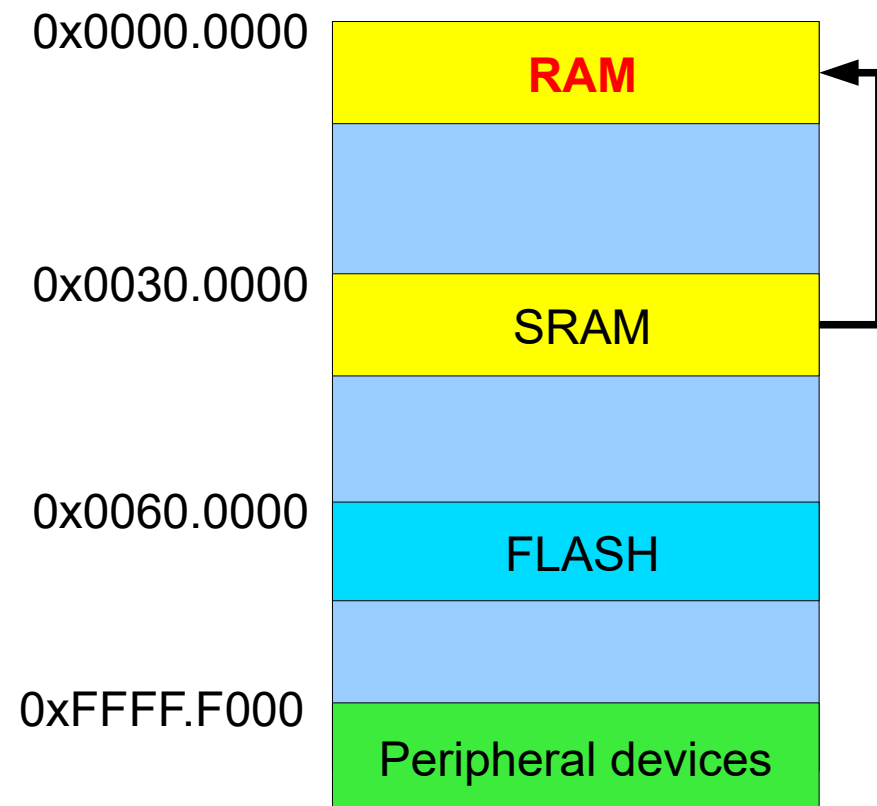 0x0000.0000
RAM
0x0030.0000
SRAM
0x0060.0000
FLASH
0xFFFF.F000
Peripheral devices